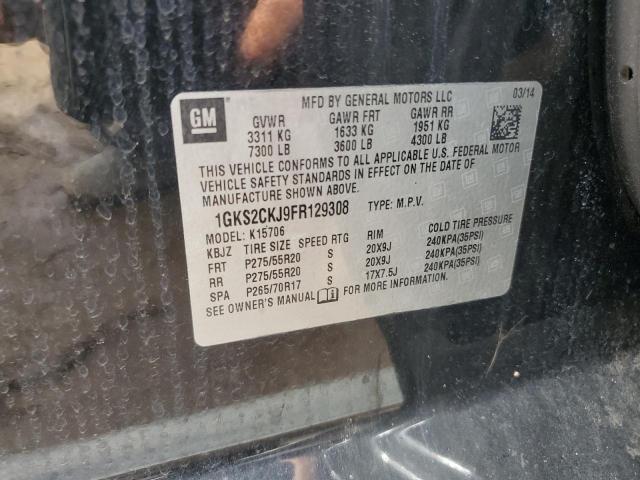 GM
MFD BY GENERAL MOTORS LLC 03/14
GVWR GAWR FRT GAWR RR
3311 KG 1633 KG 1951 KG
7300 LB 3600 LB 4300 LB
THIS VEHICLE CONFORMS TO ALL APPLICABLE U.S. FEDERAL MOTOR
VEHICLE SAFETY STANDARDS IN EFFECT ON THE DATE OF
MANUFACTURE SHOWN ABOVE.
1GKS2CKJ9FR129308 TYPE: M.P.V.
MODEL: K15706
KBJZ TIRE SIZE SPEED RTG RIM COLD TIRE PRESSURE
FRT P275/55R20 S 20X9J 240KPA(35PSI)
RR P275/55R20 S 20X9J 240KPA(35PSI)
SPA P265/70R17 S 17X7.5J 240KPA(35PSI)
SEE OWNER'S MANUAL FOR MORE INFORMATION.